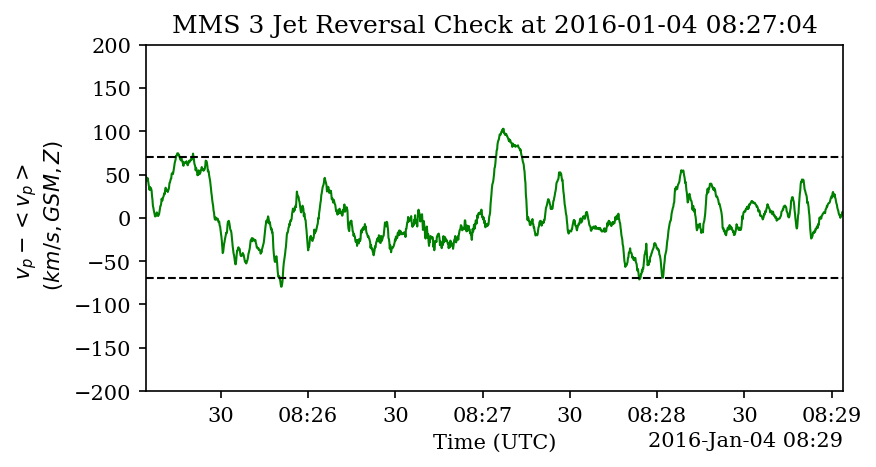 MMS 3 Jet Reversal Check at 2016-01-04 08:27:04
200
150
100
50
0
−50
−100
−150
−200
v_p − < v_p >
(km/s, GSM, Z)
30 08:26 30 08:27 30 08:28 30 08:29
Time (UTC) 2016-Jan-04 08:29